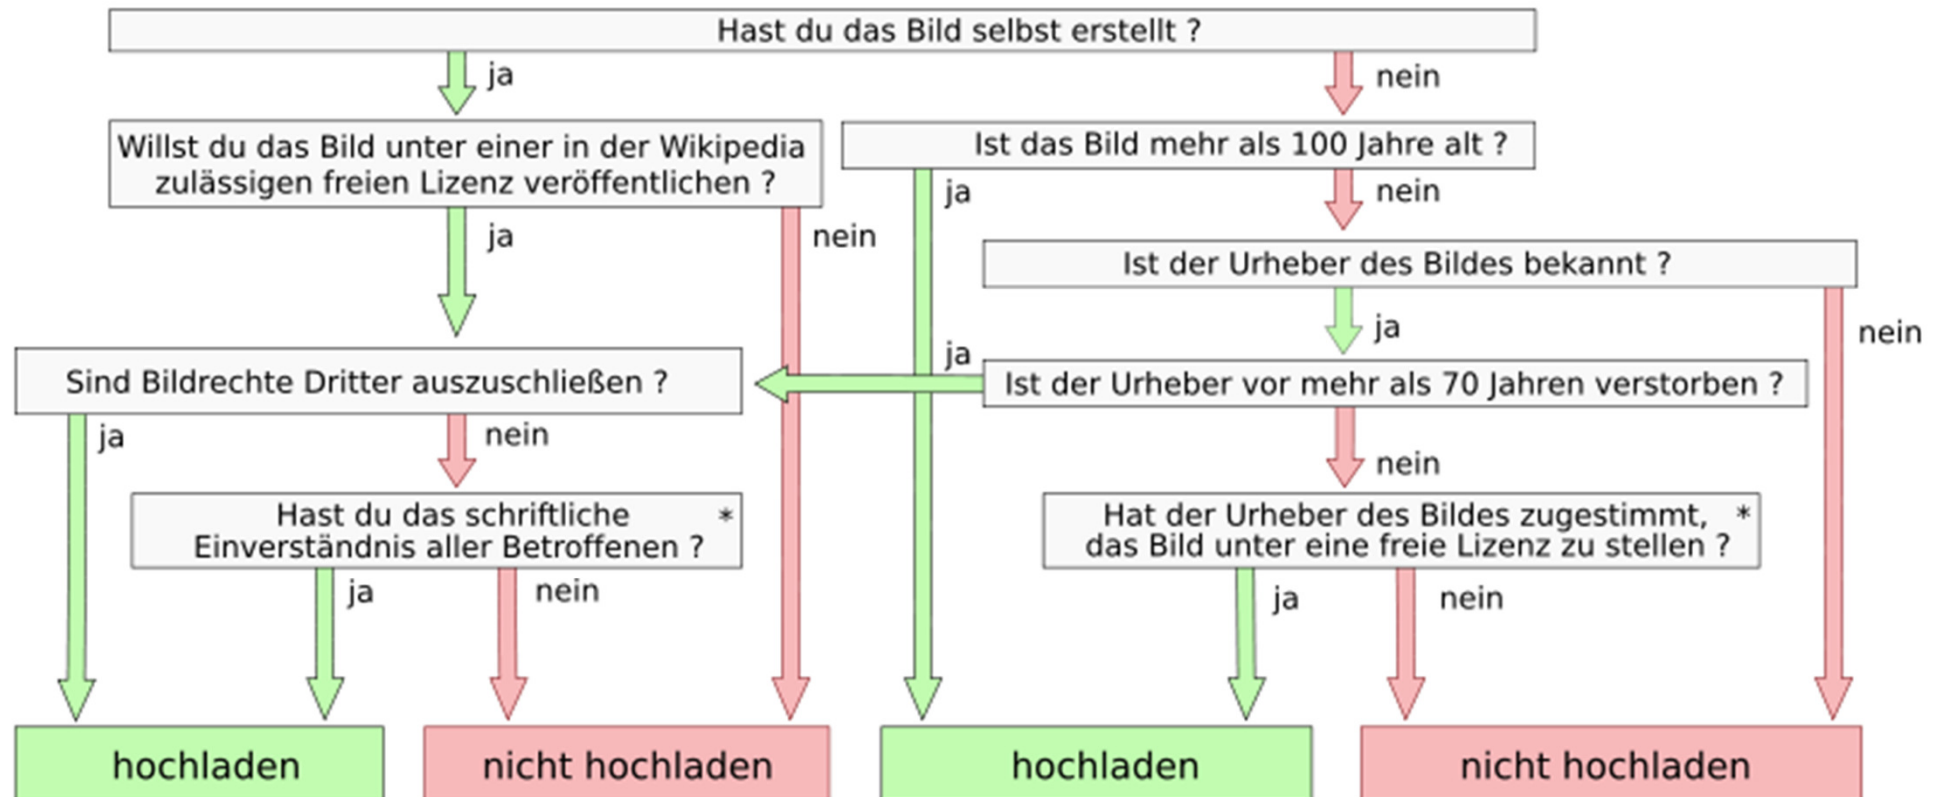 Hast du das Bild selbst erstellt ?
ja
nein
Willst du das Bild unter einer in der Wikipedia
zulässigen freien Lizenz veröffentlichen ?
Ist das Bild mehr als 100 Jahre alt ?
ja
nein
ja
nein
Ist der Urheber des Bildes bekannt ?
ja
nein
Sind Bildrechte Dritter auszuschließen ?
ja
Ist der Urheber vor mehr als 70 Jahren verstorben ?
ja
nein
nein
Hast du das schriftliche *
Einverständnis aller Betroffenen ?
Hat der Urheber des Bildes zugestimmt, *
das Bild unter eine freie Lizenz zu stellen ?
ja
nein
ja
nein
hochladen
nicht hochladen
hochladen
nicht hochladen